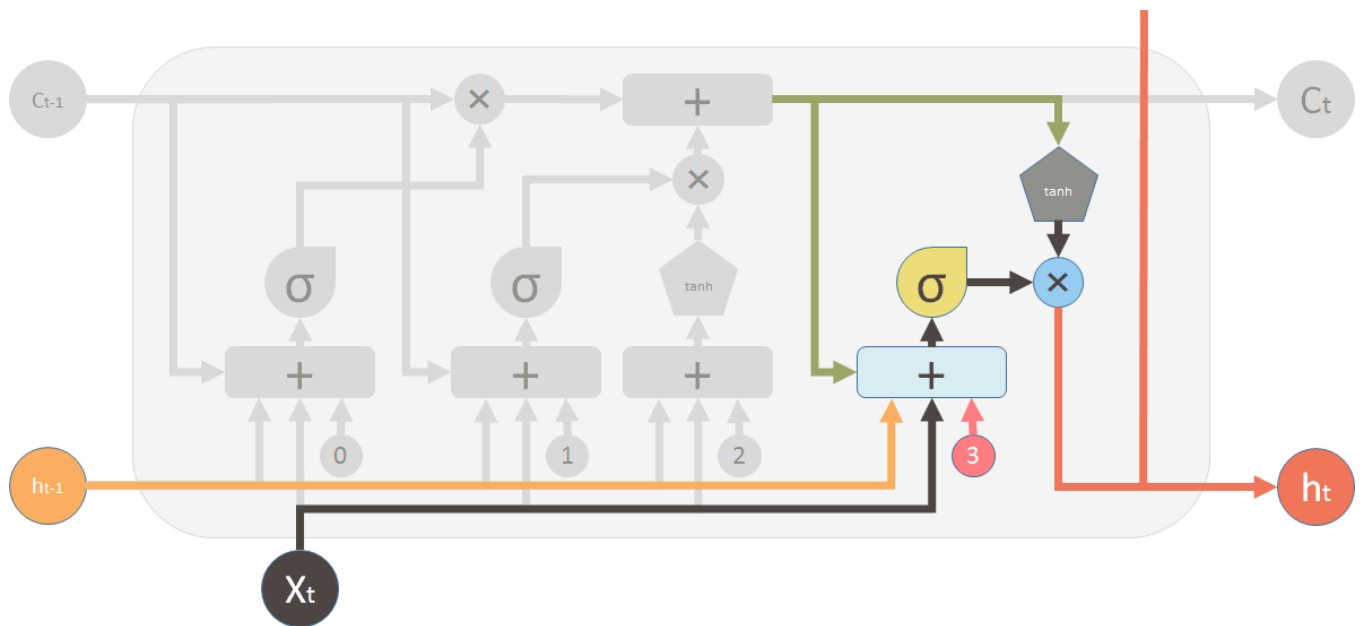 Ct-1
×
+
Ct
×
tanh
σ
σ
tanh
σ
×
+
+
+
+
0
1
2
3
ht-1
ht
Xt